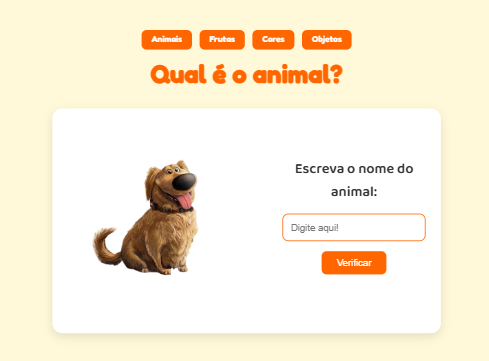 Animais Frutas Cores Objetos
Qual é o animal?
Escreva o nome do
animal:
Digite aqui!
Verificar